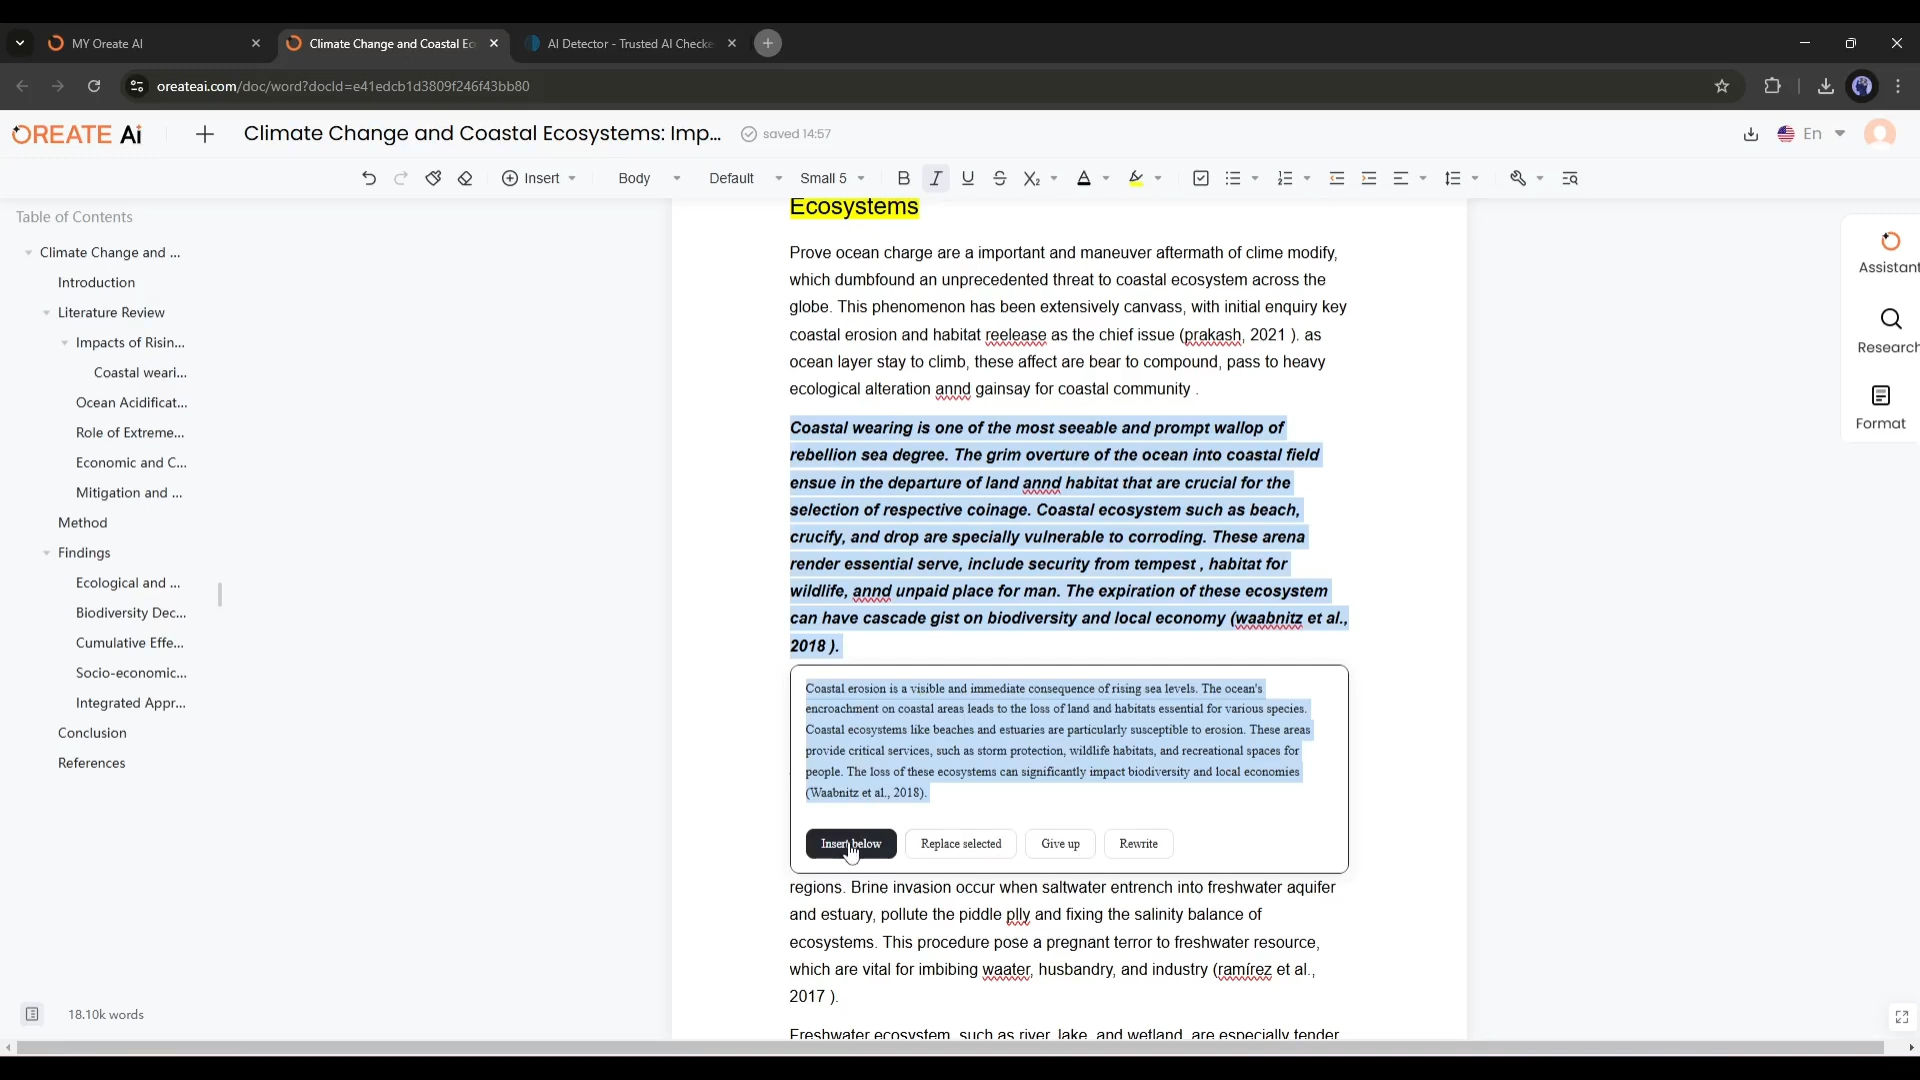 MY Oreate AI
Climate Change and Coastal Ec
AI Detector - Trusted AI Checke
oreateai.com/doc/word?docId=e41edcb1d3809f246f43bb80
OREATE Ai
Climate Change and Coastal Ecosystems: Imp...
saved 14:57
En
Insert
Body
Default
Small 5
Table of Contents
Climate Change and ...
Introduction
Literature Review
Impacts of Risin...
Coastal weari...
Ocean Acidificat...
Role of Extreme...
Economic and C...
Mitigation and ...
Method
Findings
Ecological and ...
Biodiversity Dec...
Cumulative Effe...
Socio-economic...
Integrated Appr...
Conclusion
References
18.10k words
Ecosystems
Prove ocean charge are a important and maneuver aftermath of clime modify,
which dumbfound an unprecedented threat to coastal ecosystem across the
globe. This phenomenon has been extensively canvass, with initial enquiry key
coastal erosion and habitat reelease as the chief issue (prakash, 2021 ). as
ocean layer stay to climb, these affect are bear to compound, pass to heavy
ecological alteration annd gainsay for coastal community .
Coastal wearing is one of the most seeable and prompt wallop of
rebellion sea degree. The grim overture of the ocean into coastal field
ensue in the departure of land annd habitat that are crucial for the
selection of respective coinage. Coastal ecosystem such as beach,
crucify, and drop are specially vulnerable to corroding. These arena
render essential serve, include security from tempest , habitat for
wildlife, annd unpaid place for man. The expiration of these ecosystem
can have cascade gist on biodiversity and local economy (waabnitz et al.,
2018 ).
Coastal erosion is a visible and immediate consequence of rising sea levels. The ocean's
encroachment on coastal areas leads to the loss of land and habitats essential for various species.
Coastal ecosystems like beaches and estuaries are particularly susceptible to erosion. These areas
provide critical services, such as storm protection, wildlife habitats, and recreational spaces for
people. The loss of these ecosystems can significantly impact biodiversity and local economies
(Waabnitz et al., 2018).
Insert below
Replace selected
Give up
Rewrite
regions. Brine invasion occur when saltwater entrench into freshwater aquifer
and estuary, pollute the piddle plly and fixing the salinity balance of
ecosystems. This procedure pose a pregnant terror to freshwater resource,
which are vital for imbibing waater, husbandry, and industry (ramírez et al.,
2017 ).
Freshwater ecosystem, such as river, lake, and wetland, are especially tender
Assistant
Research
Format